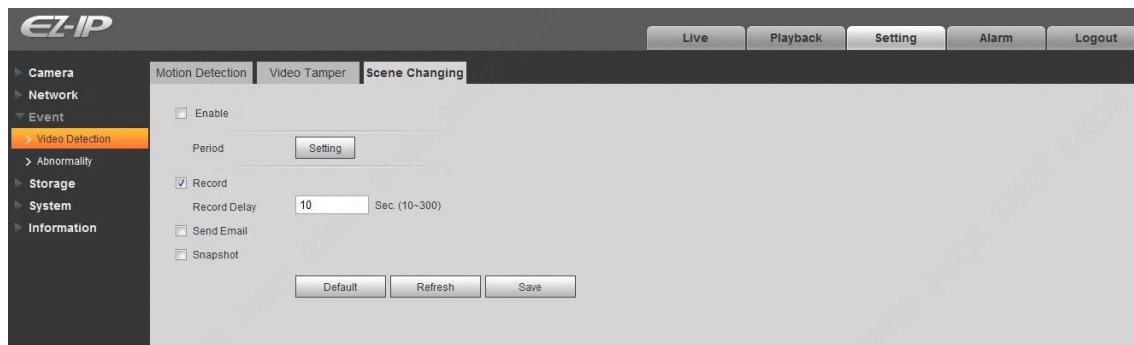 EZ-IP
Live Playback Setting Alarm Logout
Camera
Network
Event
Video Detection
Abnormality
Storage
System
Information
Motion Detection Video Tamper Scene Changing
Enable
Period Setting
Record
Record Delay 10 Sec. (10~300)
Send Email
Snapshot
Default Refresh Save